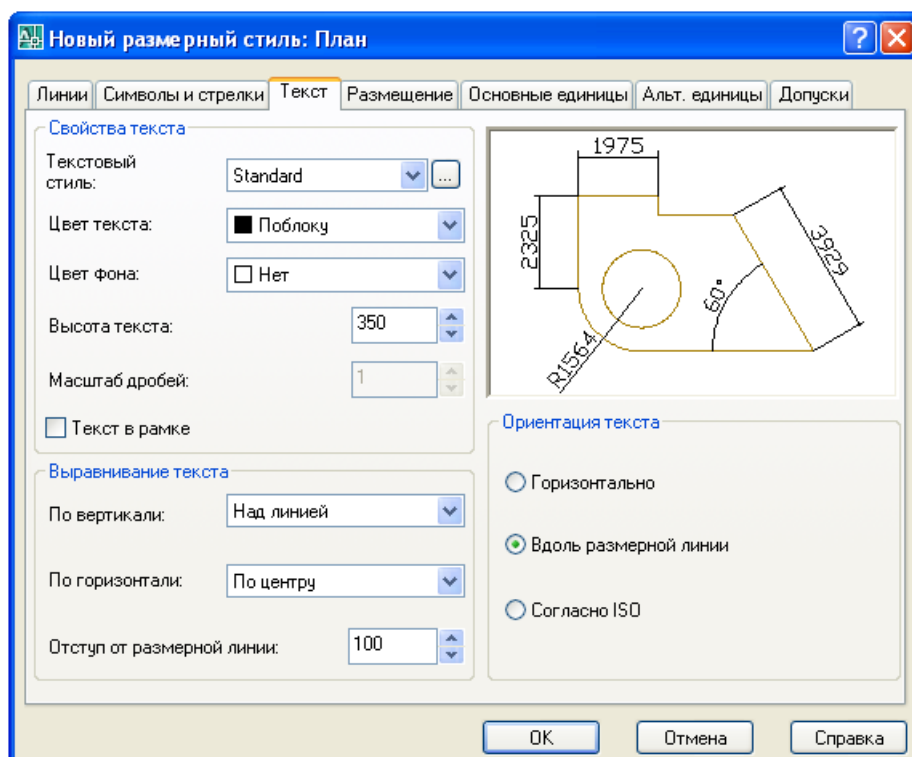 Новый размерный стиль: План
Линии Символы и стрелки Текст Размещение Основные единицы Альт. единицы Допуски
Свойства текста
Текстовый стиль: Standard ...
Цвет текста: Поблоку
Цвет фона: Нет
Высота текста: 350
Масштаб дробей: 1
Текст в рамке
Выравнивание текста
По вертикали: Над линией
По горизонтали: По центру
Отступ от размерной линии: 100
1975
2325
3929
60°
R1564
Ориентация текста
Горизонтально
Вдоль размерной линии
Согласно ISO
OK Отмена Справка